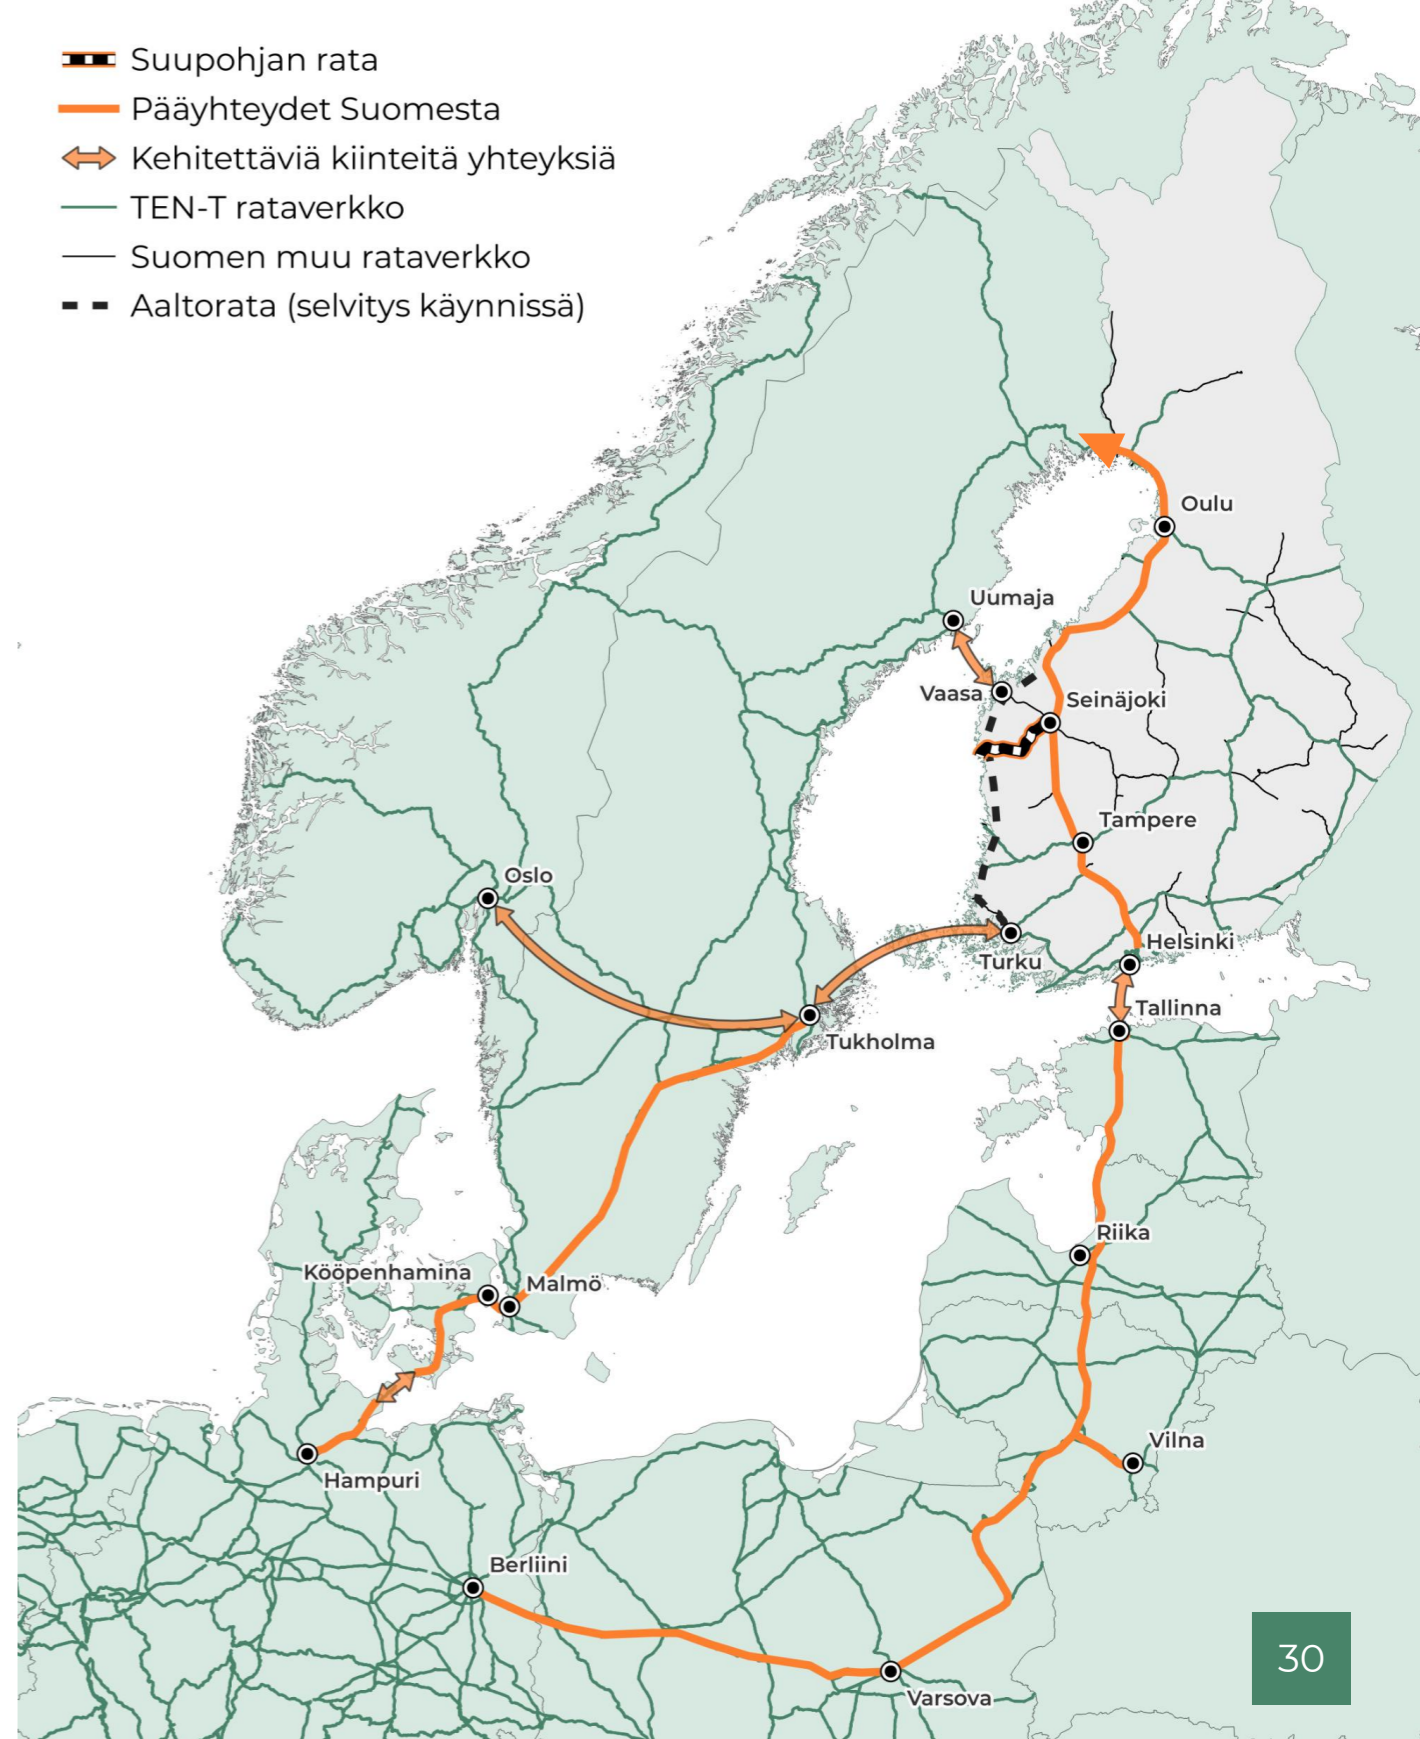 Suupohjan rata
Pääyhteydet Suomesta
Kehitettäviä kiinteitä yhteyksiä
TEN-T rataverkko
Suomen muu rataverkko
Aaltorata (selvitys käynnissä)
Oulu
Uumaja
Vaasa
Seinäjoki
Tampere
Oslo
Helsinki
Turku
Tallinna
Tukholma
Riika
Kööpenhamina
Malmö
Vilna
Hampuri
Berliini
Varsova
30